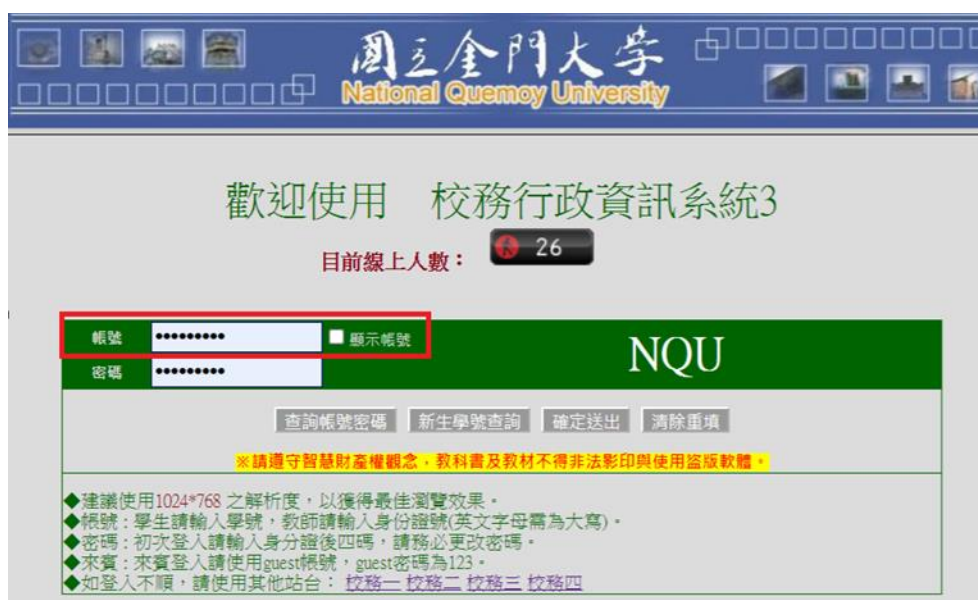 國立金門大学
National Quemoy University
歡迎使用　校務行政資訊系統3
目前線上人數： 26
帳號 ●●●●●●●●● 顯示帳號
NQU
密碼 ●●●●●●●●●
查詢帳號密碼 新生學號查詢 確定送出 清除重填
※請遵守智慧財產權觀念，教科書及教材不得非法影印與使用盜版軟體。
◆建議使用1024*768 之解析度，以獲得最佳瀏覽效果。
◆帳號：學生請輸入學號，教師請輸入身份證號(英文字母需為大寫)。
◆密碼：初次登入請輸入身分證後四碼，請務必更改密碼。
◆來賓：來賓登入請使用guest帳號，guest密碼為123。
◆如登入不順，請使用其他站台： 校務一 校務二 校務三 校務四